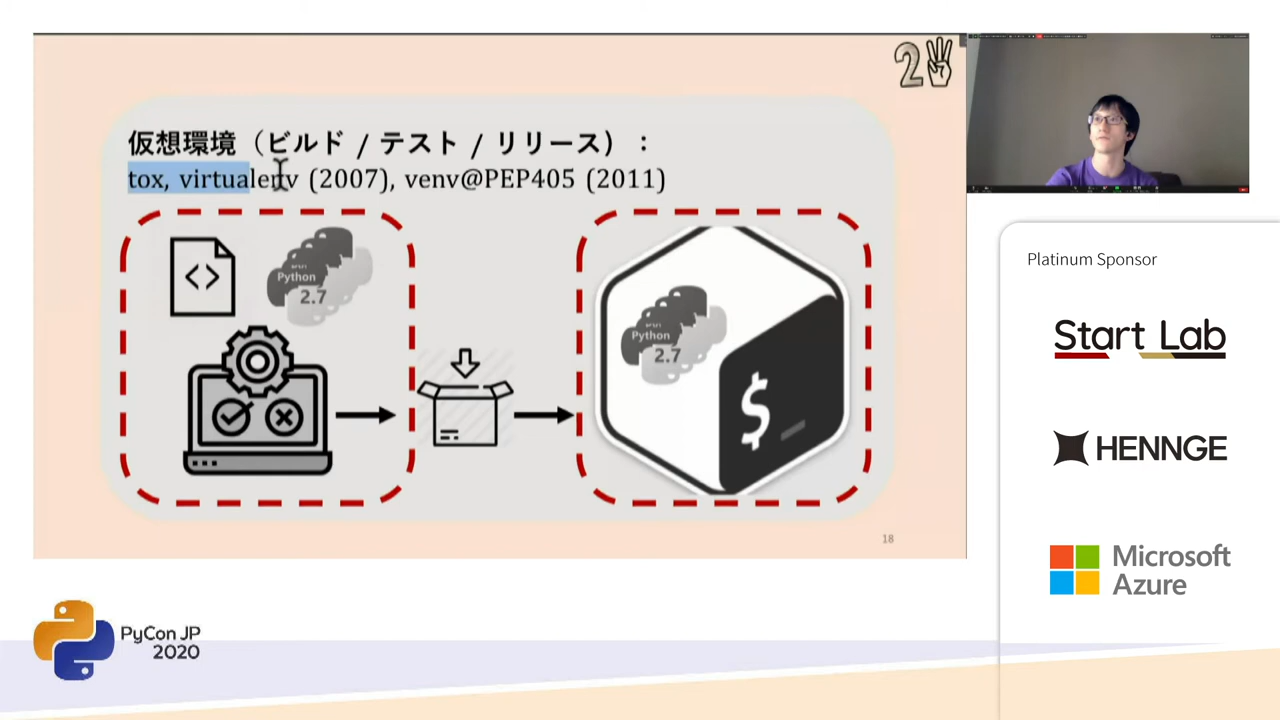 2
仮想環境（ビルド / テスト / リリース）：
tox, virtualenv (2007), venv@PEP405 (2011)
Python
2.7
Python
2.7
$
18
Platinum Sponsor
Start Lab
HENNGE
Microsoft
Azure
PyCon JP
2020